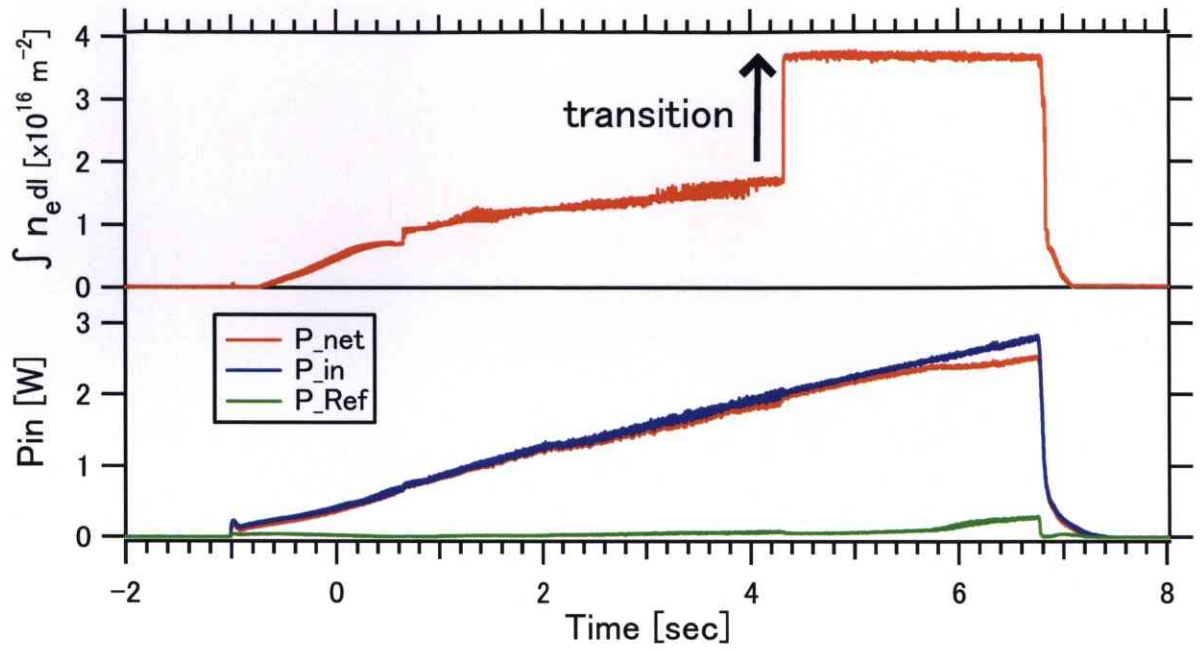 4
3
2
1
0
∫ n_e dl [x10^16 m^−2]
transition
3
2
1
0
Pin [W]
P_net
P_in
P_Ref
−2 0 2 4 6 8
Time [sec]